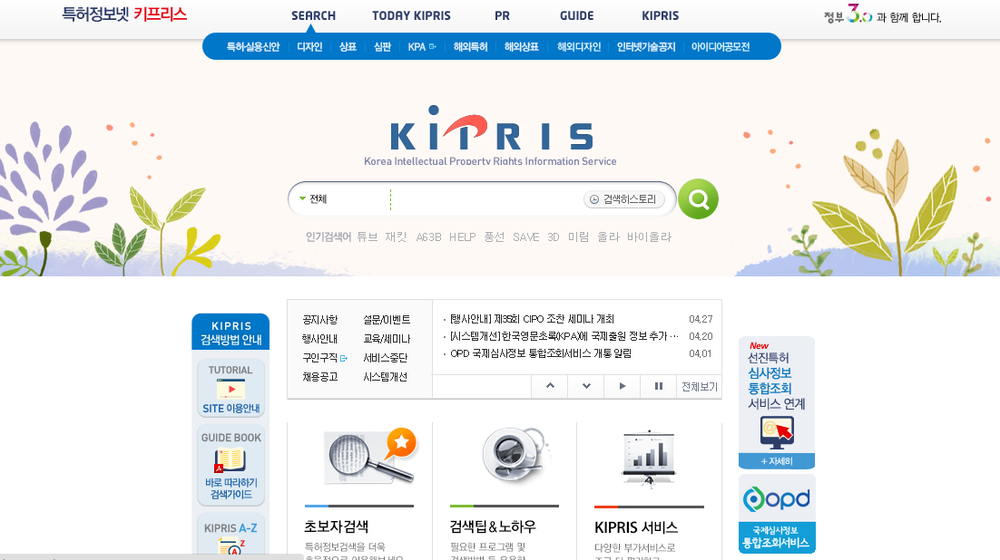 특허정보넷 키프리스
SEARCH TODAY KIPRIS PR GUIDE KIPRIS
정부 3.0 과 함께 합니다.
특허·실용신안 디자인 상표 심판 KPA 해외특허 해외상표 해외디자인 인터넷기술공지 아이디어공모전
KIPRIS
Korea Intellectual Property Rights Information Service
전체 검색히스토리
인기검색어 튜브 재킷 A63B HELP 풍선 SAVE 3D 미림 올라 바이올라
KIPRIS
검색방법 안내
TUTORIAL
SITE 이용안내
GUIDE BOOK
바로 따라하기
검색가이드
KIPRIS A-Z
공지사항 설문/이벤트
행사안내 교육/세미나
구인구직 서비스중단
채용공고 시스템개선
· [행사안내] 제35회 CIPO 조찬 세미나 개최 04.27
· [시스템개선]한국영문초록(KPA)에 국제출원 정보 추가 ··· 04.20
· OPD 국제심사정보 통합조회서비스 개통 알림 04.01
전체보기
초보자검색
특허정보검색을 더욱
검색팁&노하우
필요한 프로그램 및
KIPRIS 서비스
다양한 부가서비스로
New
선진특허
심사정보
통합조회
서비스 연계
+ 자세히
opd
국제심사정보
통합조회서비스